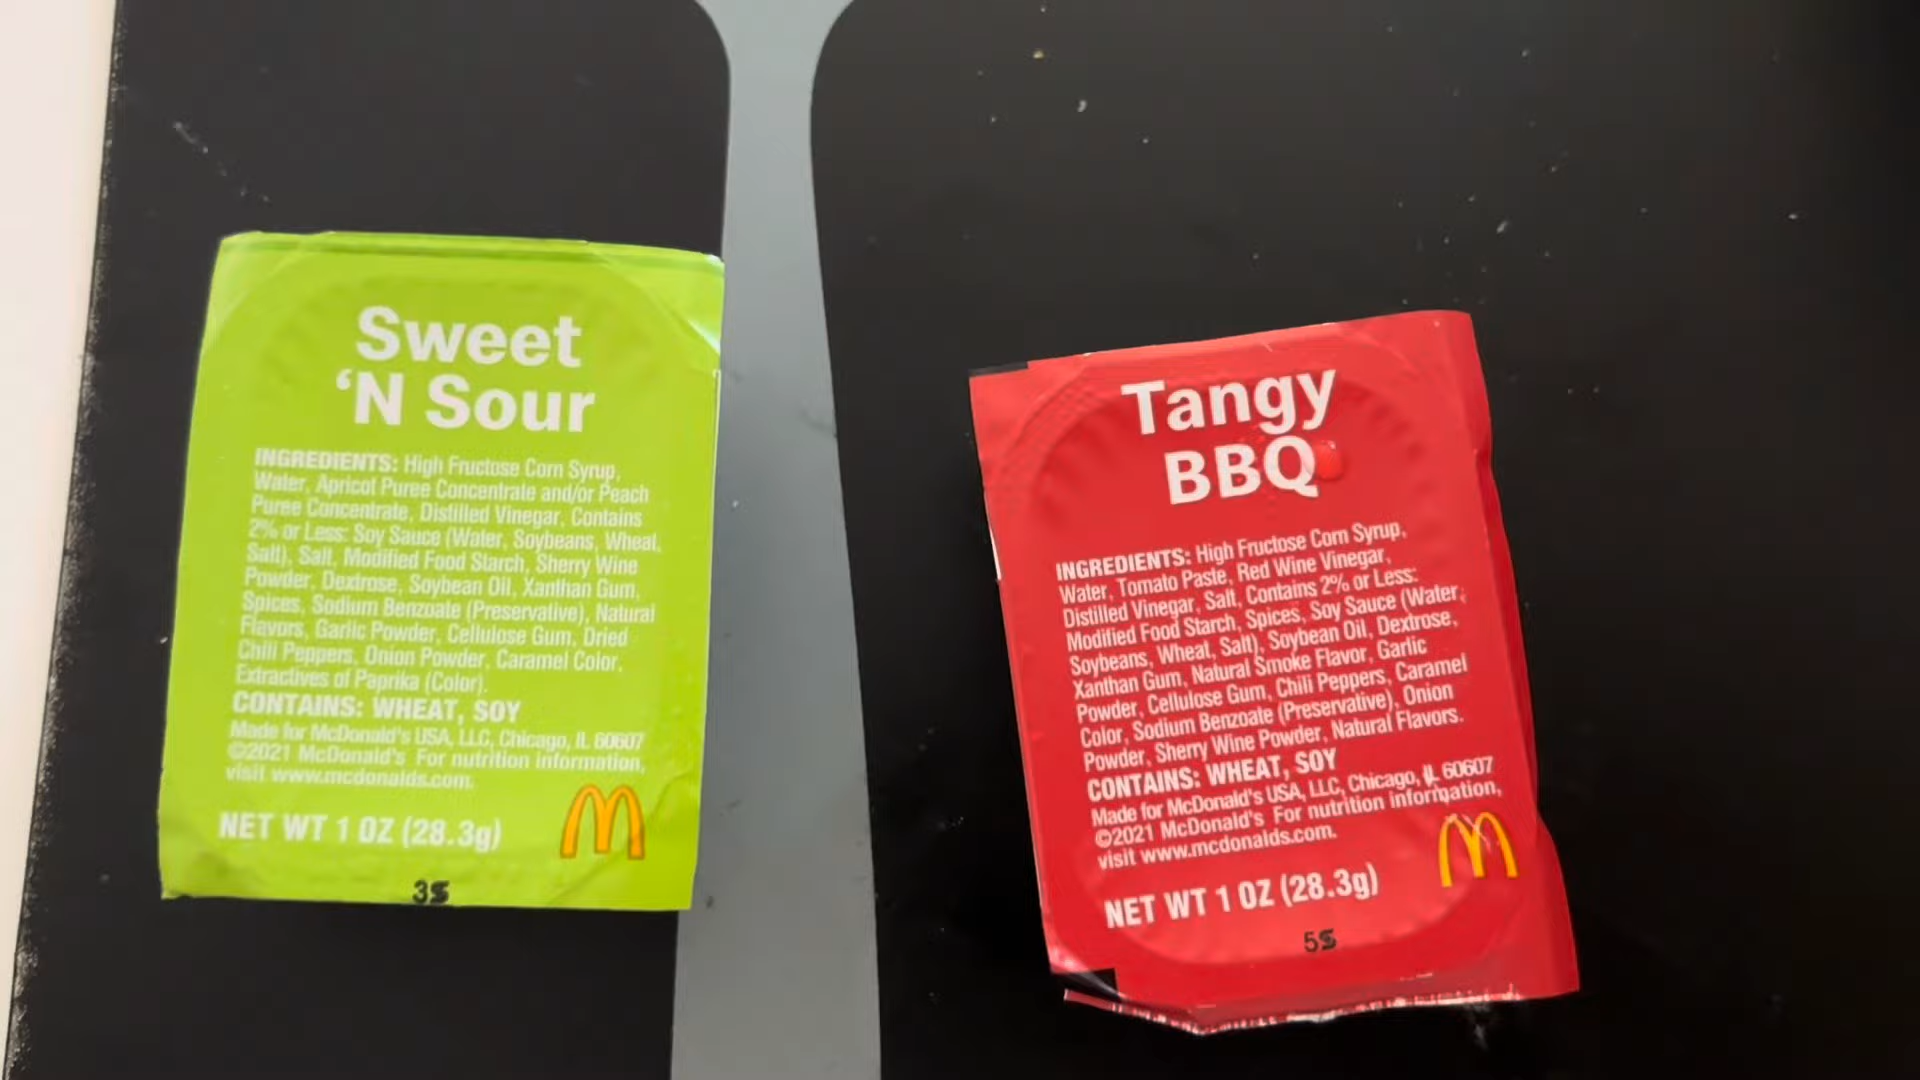 Sweet
‘N Sour
INGREDIENTS: High Fructose Corn Syrup,
Water, Apricot Puree Concentrate and/or Peach
Puree Concentrate, Distilled Vinegar, Contains
2% or Less: Soy Sauce (Water, Soybeans, Wheat,
Salt), Salt, Modified Food Starch, Sherry Wine
Powder, Dextrose, Soybean Oil, Xanthan Gum,
Spices, Sodium Benzoate (Preservative), Natural
Flavors, Garlic Powder, Cellulose Gum, Dried
Chili Peppers, Onion Powder, Caramel Color,
Extractives of Paprika (Color).
CONTAINS: WHEAT, SOY
Made for McDonald's USA, LLC, Chicago, IL 60607
©2021 McDonald's For nutrition information,
visit www.mcdonalds.com.
NET WT 1 OZ (28.3g)
3S
Tangy
BBQ
INGREDIENTS: High Fructose Corn Syrup,
Water, Tomato Paste, Red Wine Vinegar,
Distilled Vinegar, Salt, Contains 2% or Less:
Modified Food Starch, Spices, Soy Sauce (Water,
Soybeans, Wheat, Salt), Soybean Oil, Dextrose,
Xanthan Gum, Natural Smoke Flavor, Garlic
Powder, Cellulose Gum, Chili Peppers, Caramel
Color, Sodium Benzoate (Preservative), Onion
Powder, Sherry Wine Powder, Natural Flavors.
CONTAINS: WHEAT, SOY
Made for McDonald's USA, LLC, Chicago, IL 60607
©2021 McDonald's For nutrition information,
visit www.mcdonalds.com.
NET WT 1 OZ (28.3g)
5S